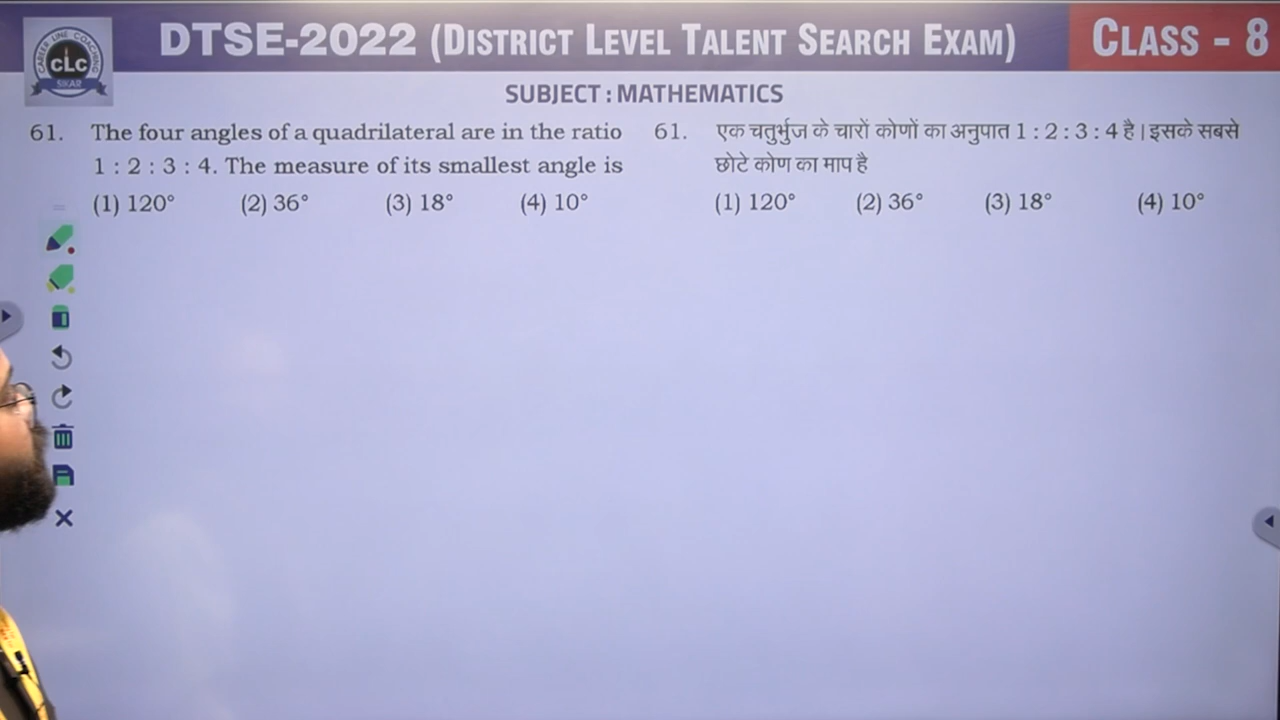 CAREER LINE COACHING
CLC
SIKAR
DTSE-2022 (DISTRICT LEVEL TALENT SEARCH EXAM)
CLASS - 8
SUBJECT : MATHEMATICS
61. The four angles of a quadrilateral are in the ratio
1 : 2 : 3 : 4. The measure of its smallest angle is
(1) 120° (2) 36° (3) 18° (4) 10°
61. एक चतुर्भुज के चारों कोणों का अनुपात 1 : 2 : 3 : 4 है। इसके सबसे
छोटे कोण का माप है
(1) 120° (2) 36° (3) 18° (4) 10°